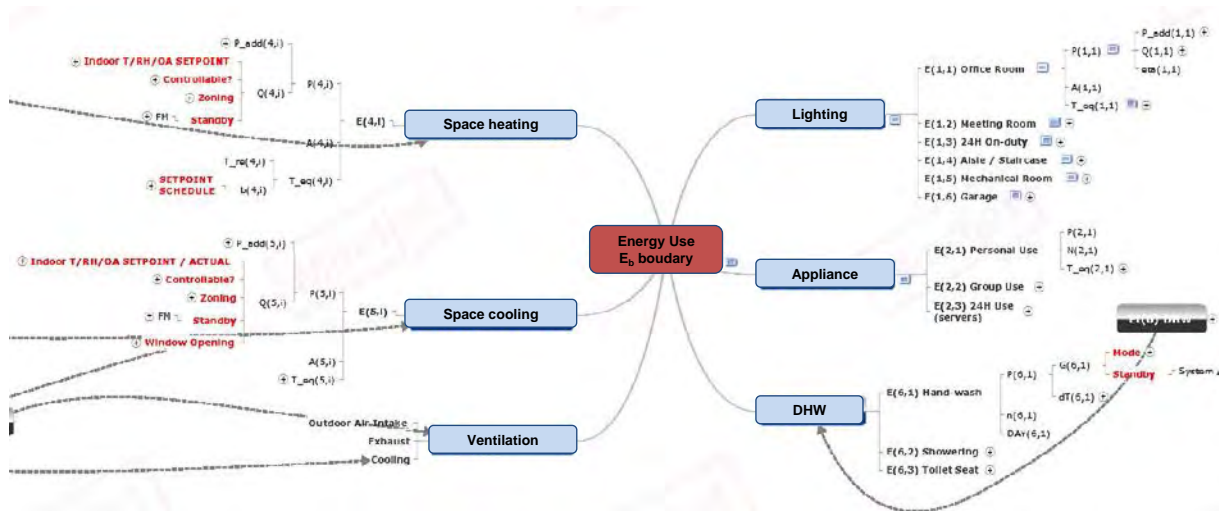 Energy Use
E_b boudary
Space heating
E(4,i)
P(4,i)
P_add(4,i)
Q(4,i)
Indoor T/RH/OA SETPOINT
Controllable?
Zoning
Standby
FM
A(4,i)
T_eq(4,i)
T_re(4,i)
b(4,i)
SETPOINT
SCHEDULE
Space cooling
E(5,i)
P(5,i)
P_add(5,i)
Q(5,i)
Indoor T/RH/OA SETPOINT / ACTUAL
Controllable?
Zoning
Standby
FM
Window Opening
A(5,i)
T_eq(5,i)
Ventilation
Outdoor Air Intake
Exhaust
Cooling
Lighting
E(1,1) Office Room
P(1,1)
P_add(1,1)
Q(1,1)
eta(1,1)
A(1,1)
T_eq(1,1)
E(1,2) Meeting Room
E(1,3) 24H On-duty
E(1,4) Aisle / Staircase
E(1,5) Mechanical Room
E(1,6) Garage
Appliance
E(2,1) Personal Use
P(2,1)
N(2,1)
T_eq(2,1)
E(2,2) Group Use
E(2,3) 24H Use
(servers)
DHW
E(6,1) Hand-wash
P(6,1)
G(6,1)
Mode
Standby
System
dT(6,1)
n(6,1)
DAY(6,1)
E(6,2) Showering
E(6,3) Toilet Seat